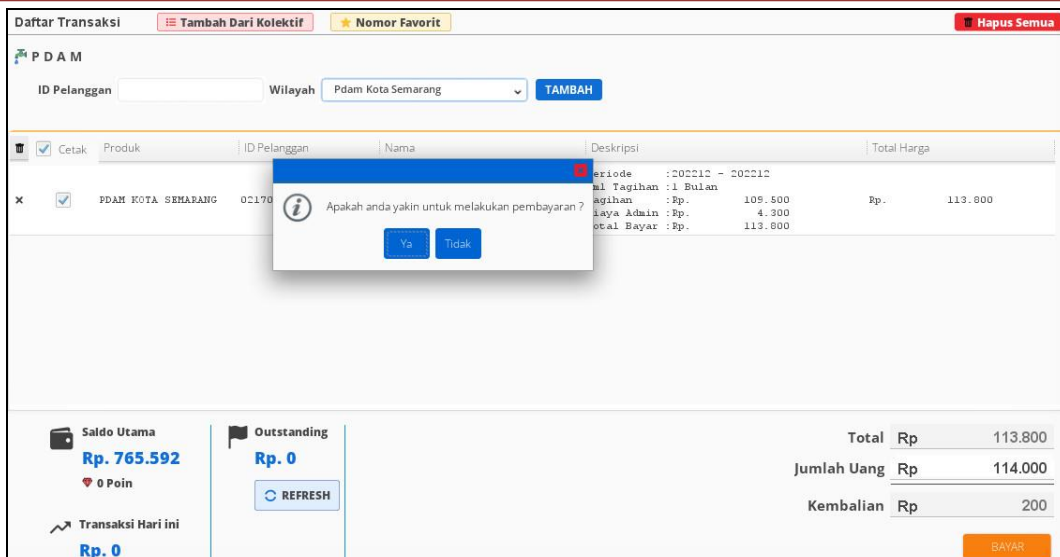 Daftar Transaksi
Tambah Dari Kolektif
Nomor Favorit
Hapus Semua
PDAM
ID Pelanggan
Wilayah
Pdam Kota Semarang
TAMBAH
Cetak
Produk
ID Pelanggan
Nama
Deskripsi
Total Harga
PDAM KOTA SEMARANG
02170
eriode :202212 - 202212
ml Tagihan :1 Bulan
agihan :Rp. 109.500
iaya Admin :Rp. 4.300
otal Bayar :Rp. 113.800
Rp. 113.800
Apakah anda yakin untuk melakukan pembayaran ?
Ya
Tidak
Saldo Utama
Rp. 765.592
0 Poin
Transaksi Hari ini
Rp. 0
Outstanding
Rp. 0
REFRESH
Total Rp 113.800
Jumlah Uang Rp 114.000
Kembalian Rp 200
BAYAR